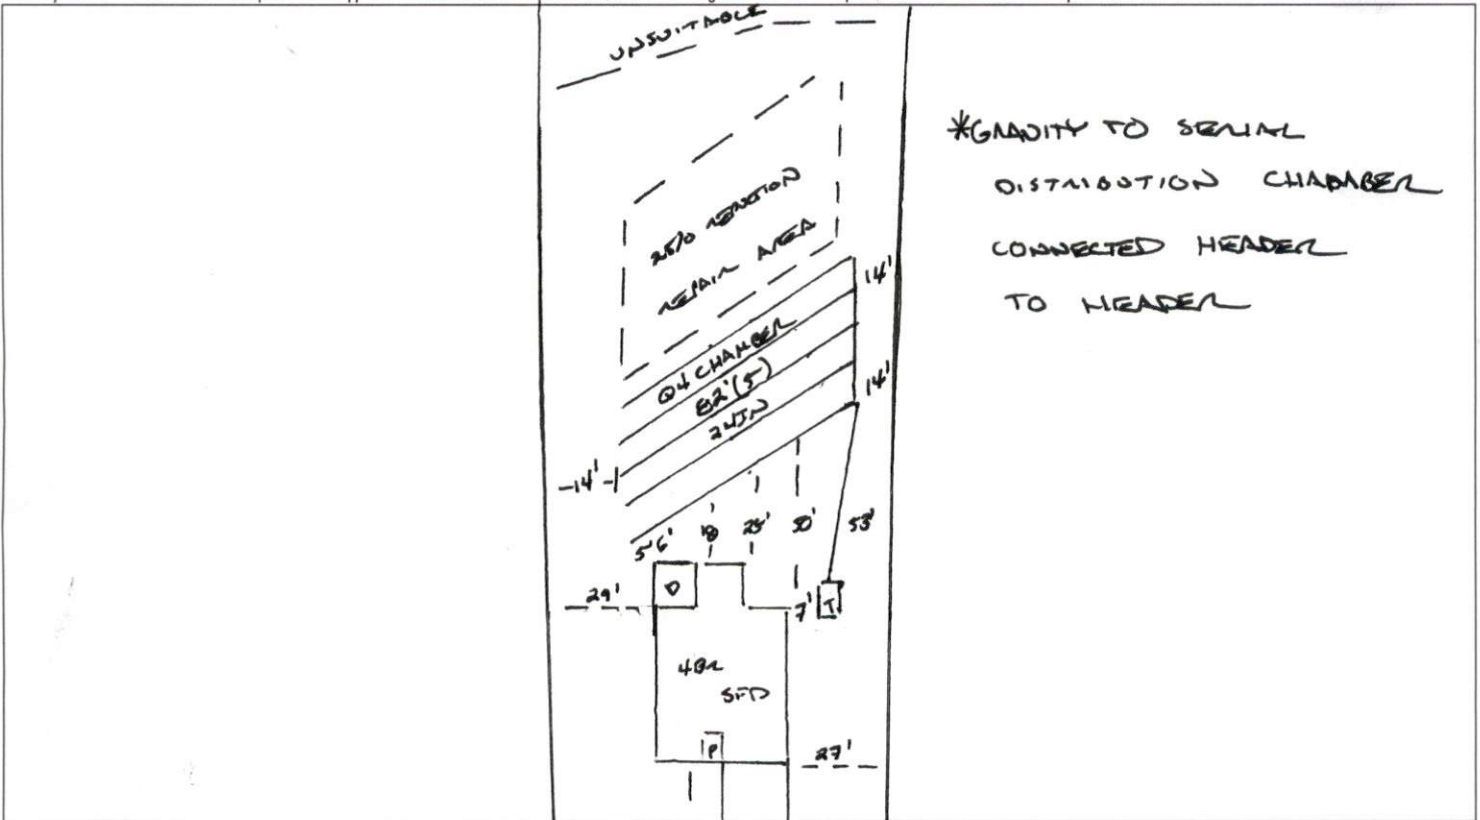 UNSUITABLE
*GRAVITY TO SERIAL
DISTRIBUTION CHAMBER
CONNECTED HEADER
TO HEADER
25% REDUCTION
REPAIR AREA
14'
Q4 CHAMBER
82'(5)
24IN
14'
14'
5'6'
18'
25'
50'
53'
29'
D
7'
T
4BR
SFD
P
27'